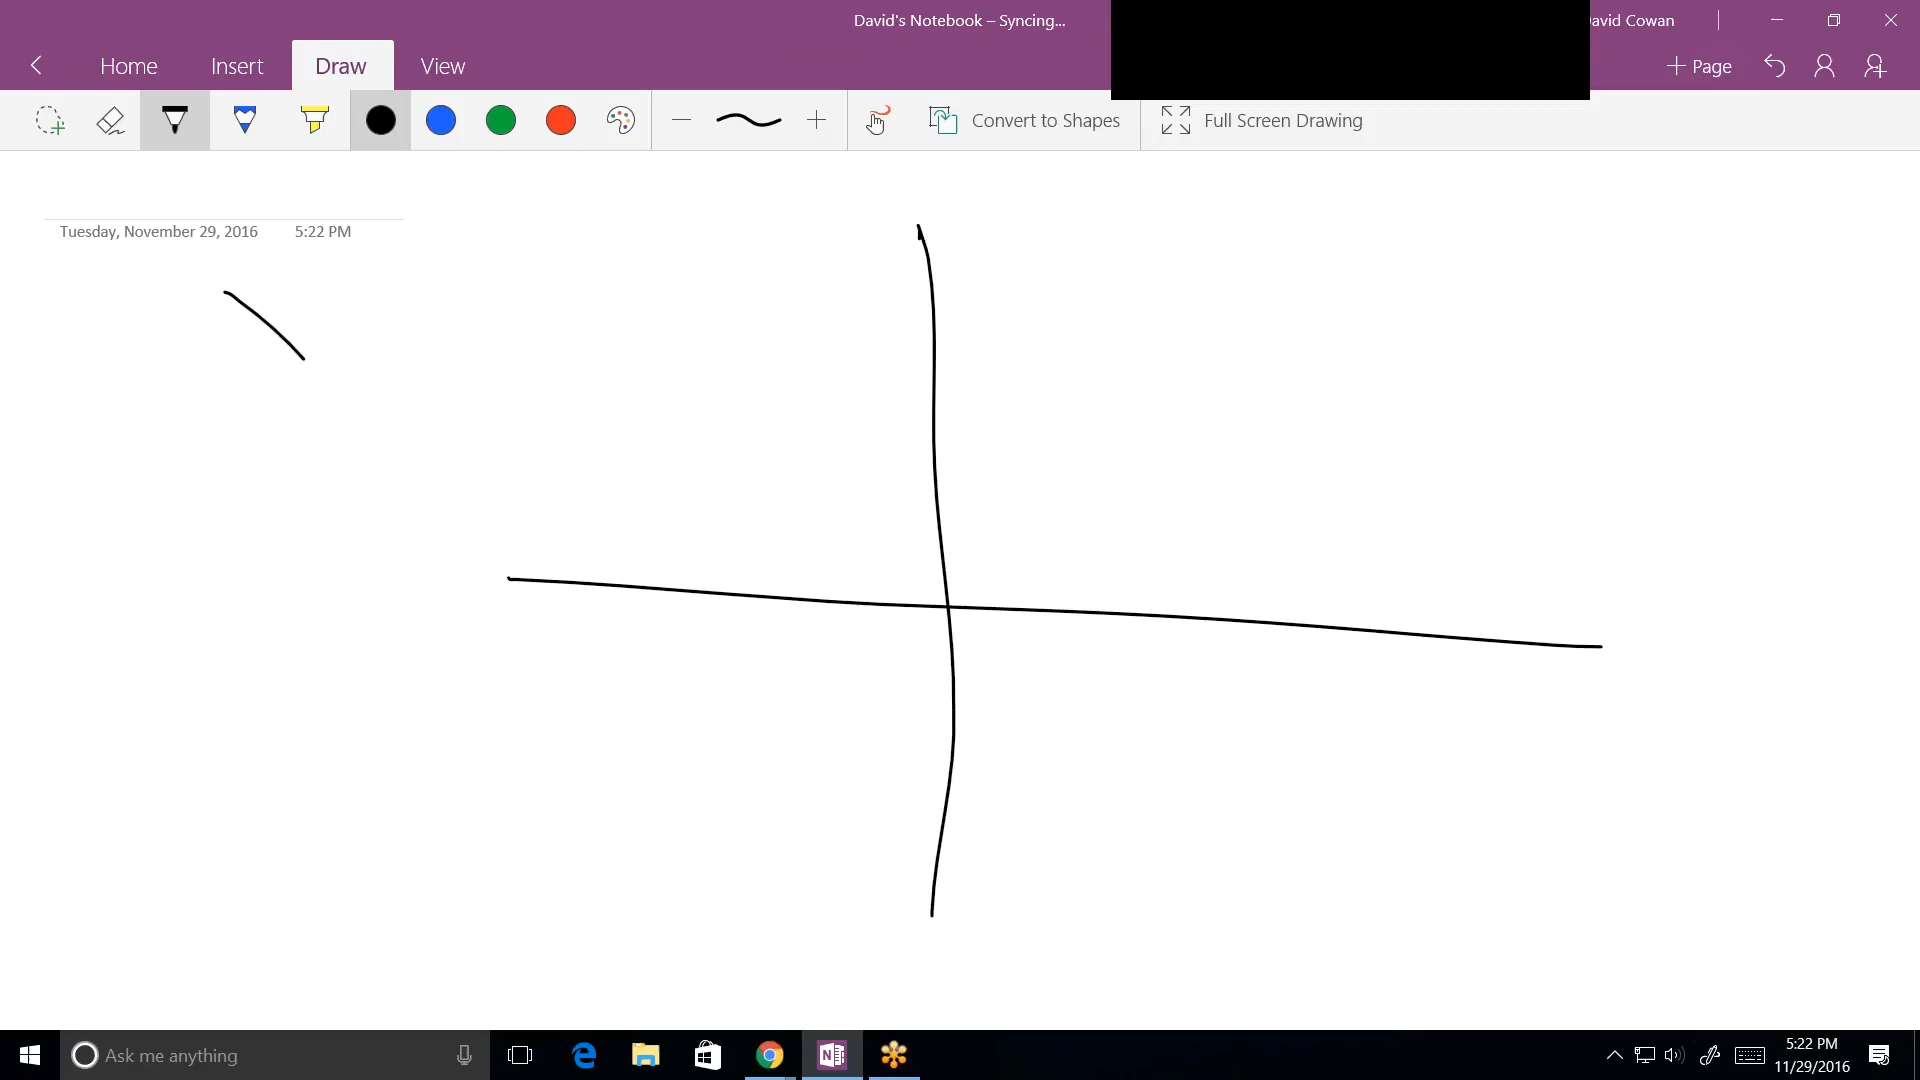 David's Notebook – Syncing...
avid Cowan
Home Insert Draw View
Page
Convert to Shapes Full Screen Drawing
Tuesday, November 29, 2016 5:22 PM
Ask me anything
5:22 PM
11/29/2016